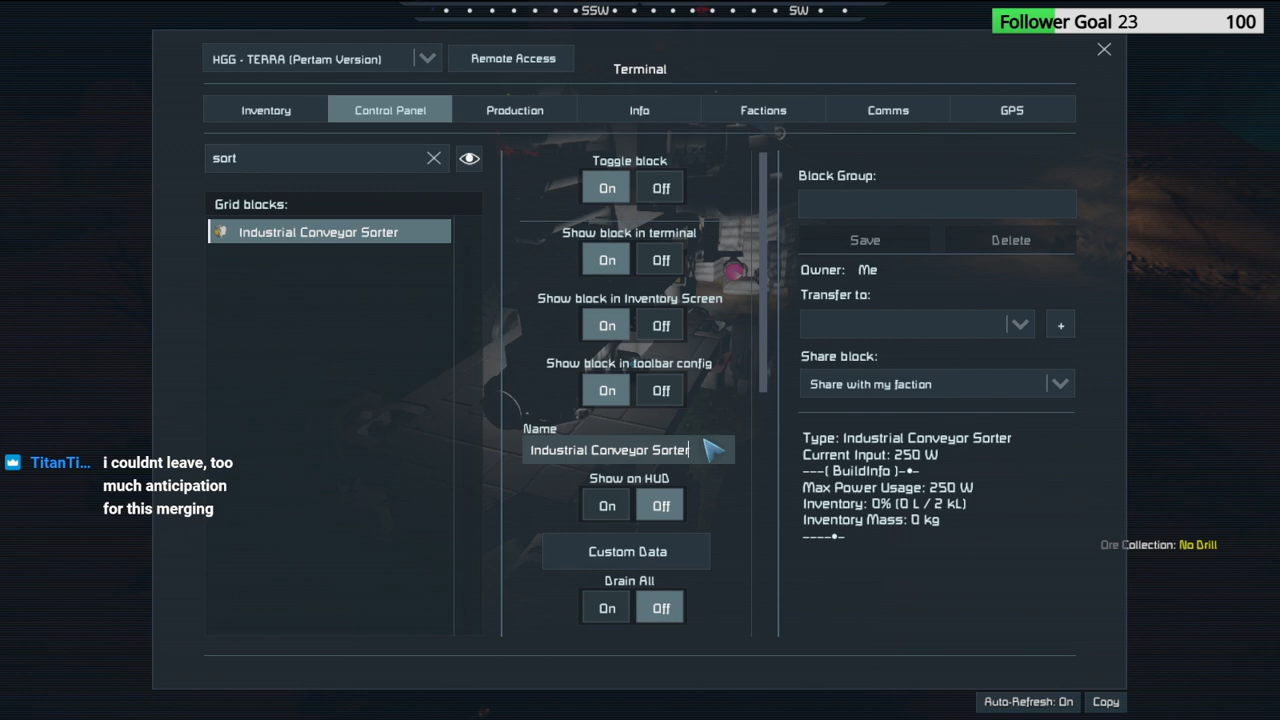 SSW
SW
Follower Goal 23
100
HGG - TERRA (Pertam Version)
Remote Access
Terminal
Inventory
Control Panel
Production
Info
Factions
Comms
GPS
sort
Grid blocks:
Industrial Conveyor Sorter
Toggle block
On
Off
Show block in terminal
On
Off
Show block in Inventory Screen
On
Off
Show block in toolbar config
On
Off
Name
Industrial Conveyor Sorter
Show on HUD
On
Off
Custom Data
Drain All
On
Off
Block Group:
Save
Delete
Owner: Me
Transfer to:
+
Share block:
Share with my faction
Type: Industrial Conveyor Sorter
Current Input: 250 W
---( BuildInfo )-•-
Max Power Usage: 250 W
Inventory: 0% (0 L / 2 kL)
Inventory Mass: 0 kg
----•-
TitanTi... i couldnt leave, too
much anticipation
for this merging
Ore Collection: No Drill
Auto-Refresh: On
Copy